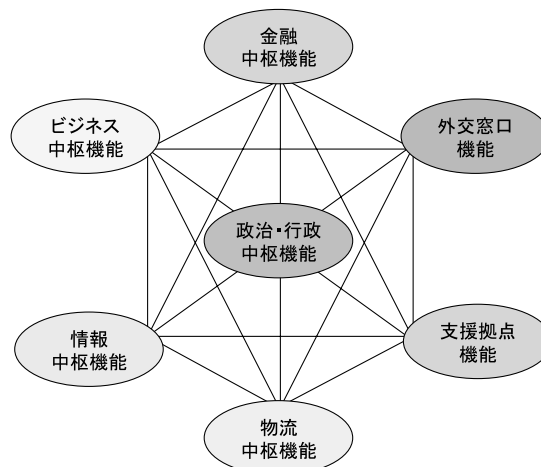 金融
中枢機能
ビジネス
中枢機能
外交窓口
機能
政治・行政
中枢機能
情報
中枢機能
支援拠点
機能
物流
中枢機能